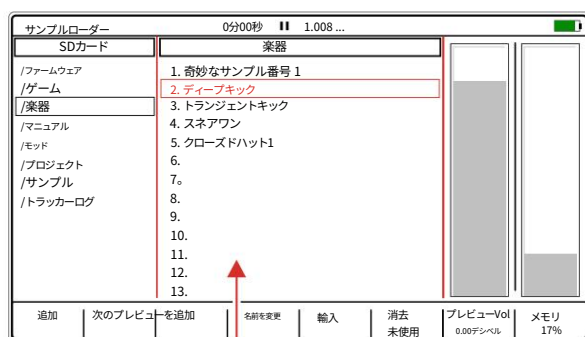 サンプルローダー 0分00秒 1.008 ...
SDカード 楽器
/ファームウェア
/ゲーム
/楽器
/マニュアル
/モッド
/プロジェクト
/サンプル
/トラッカーログ
1. 奇妙なサンプル番号 1
2. ディープキック
3. トランジェントキック
4. スネアワン
5. クローズドハット1
6.
7。
8.
9.
10.
11.
12.
13.
追加 次のプレビューを追加 名前を変更 輸入 消去 プレビューVol メモリ
未使用 0.00デシベル 17%